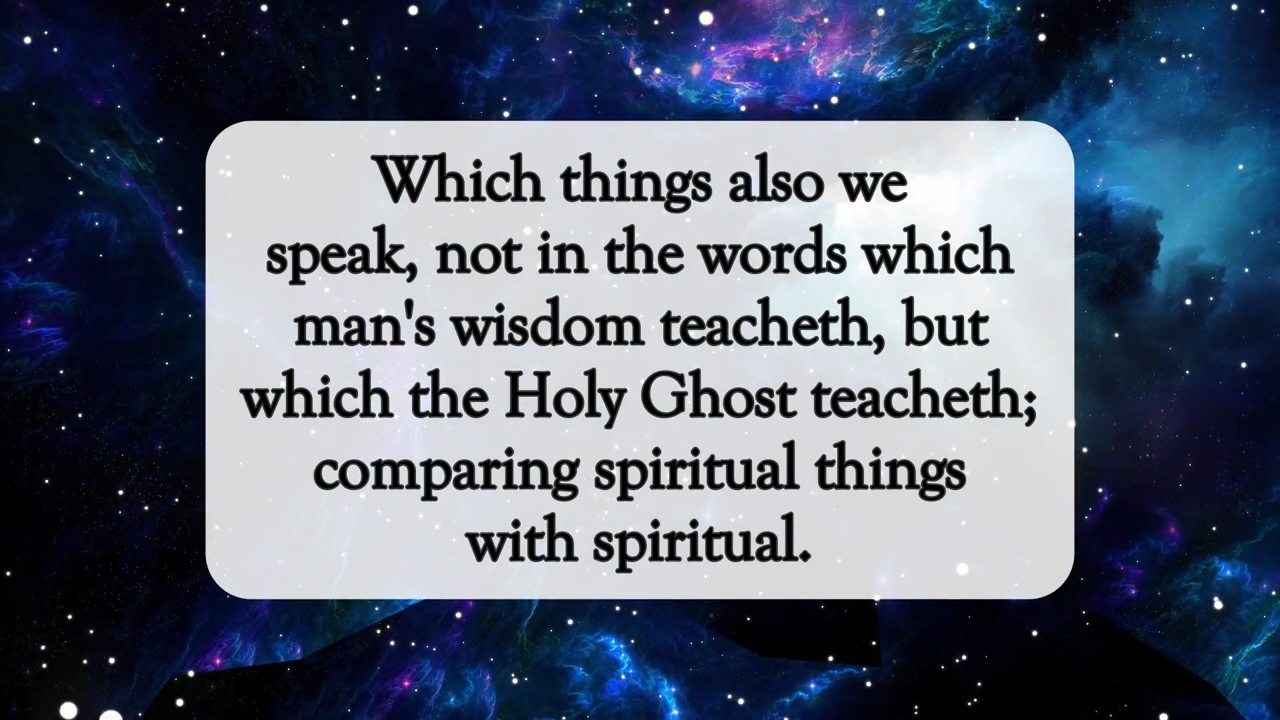 Which things also we
speak, not in the words which
man's wisdom teacheth, but
which the Holy Ghost teacheth;
comparing spiritual things
with spiritual.